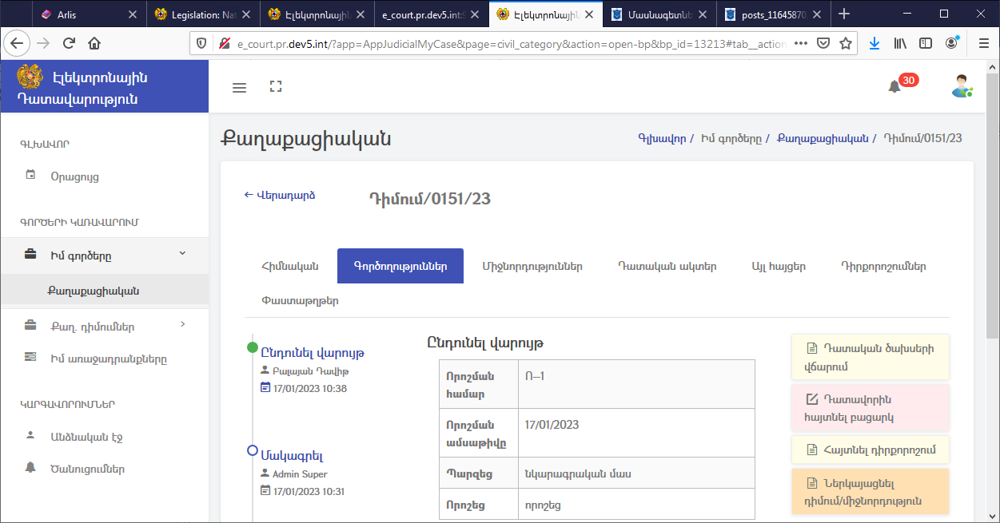 Arlis
Legislation: Na
Էլեկտրոնային
e_court.pr.dev5.int:
Էլեկտրոնային
Մասնագետնե
posts_11645870
e_court.pr.dev5.int/?app=AppJudicialMyCase&page=civil_category&action=open-bp&bp_id=13213#tab__action
Էլեկտրոնային
Դատավարություն
30
ԳԼԽԱՎՈՐ
Օրացույց
ԳՈՐԾԵՐԻ ԿԱՌԱՎԱՐՈՒՄ
Իմ գործերը
Քաղաքացիական
Քաղ. դիմումներ
Իմ առաջադրանքները
ԿԱՐԳԱՎՈՐՈՒՄՆԵՐ
Անձնական էջ
Ծանուցումներ
Քաղաքացիական
Գլխավոր / Իմ գործերը / Քաղաքացիական / Դիմում/0151/23
← Վերադարձ
Դիմում/0151/23
Հիմնական
Գործողություններ
Միջնորդություններ
Դատական ակտեր
Այլ հայցեր
Դիրքորոշումներ
Փաստաթղթեր
Ընդունել վարույթ
Բալայան Դավիթ
17/01/2023 10:38
Մակագրել
Admin Super
17/01/2023 10:31
Ընդունել վարույթ
Որոշման
համար
Ո—1
Որոշման
ամսաթիվը
17/01/2023
Պարզեց
նկարագրական մաս
Որոշեց
որոշեց
Դատական ծախսերի
վճարում
Դատավորին
հայտնել բացարկ
Հայտնել դիրքորոշում
Ներկայացնել
դիմում/միջնորդություն